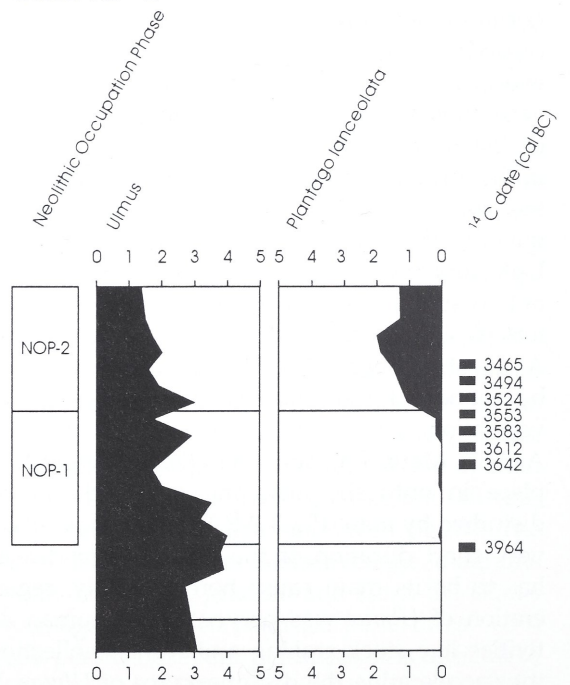 Neolithic Occupation Phase
Ulmus
Plantago lanceolata
¹⁴ C date (cal BC)
0 1 2 3 4 5 5 4 3 2 1 0
NOP-2
3465
3494
3524
3553
3583
3612
NOP-1
3642
3964
0 1 2 3 4 5 5 4 3 2 1 0